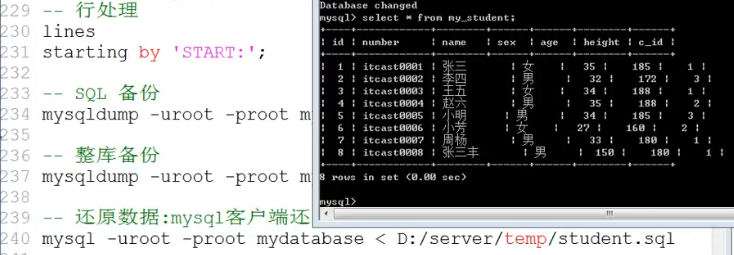 229 -- 行处理
230 lines
231 starting by 'START:';
232
233 -- SQL 备份
234 mysqldump -uroot -proot m
235
236 -- 整库备份
237 mysqldump -uroot -proot m
238
239 -- 还原数据:mysql客户端还
240 mysql -uroot -proot mydatabase < D:/server/temp/student.sql
Database changed
mysql> select * from my_student;
| id | number | name | sex | age | height | c_id |
| 1 | itcast0001 | 张三 | 女 | 35 | 185 | 1 |
| 2 | itcast0002 | 李四 | 男 | 32 | 172 | 3 |
| 3 | itcast0003 | 王五 | 女 | 34 | 188 | 1 |
| 4 | itcast0004 | 赵六 | 男 | 35 | 188 | 2 |
| 5 | itcast0005 | 小明 | 男 | 34 | 185 | 3 |
| 6 | itcast0006 | 小芳 | 女 | 27 | 160 | 2 |
| 7 | itcast0007 | 周杨 | 男 | 33 | 180 | 1 |
| 8 | itcast0008 | 张三丰 | 男 | 150 | 180 | 1 |
8 rows in set (0.00 sec)
mysql>